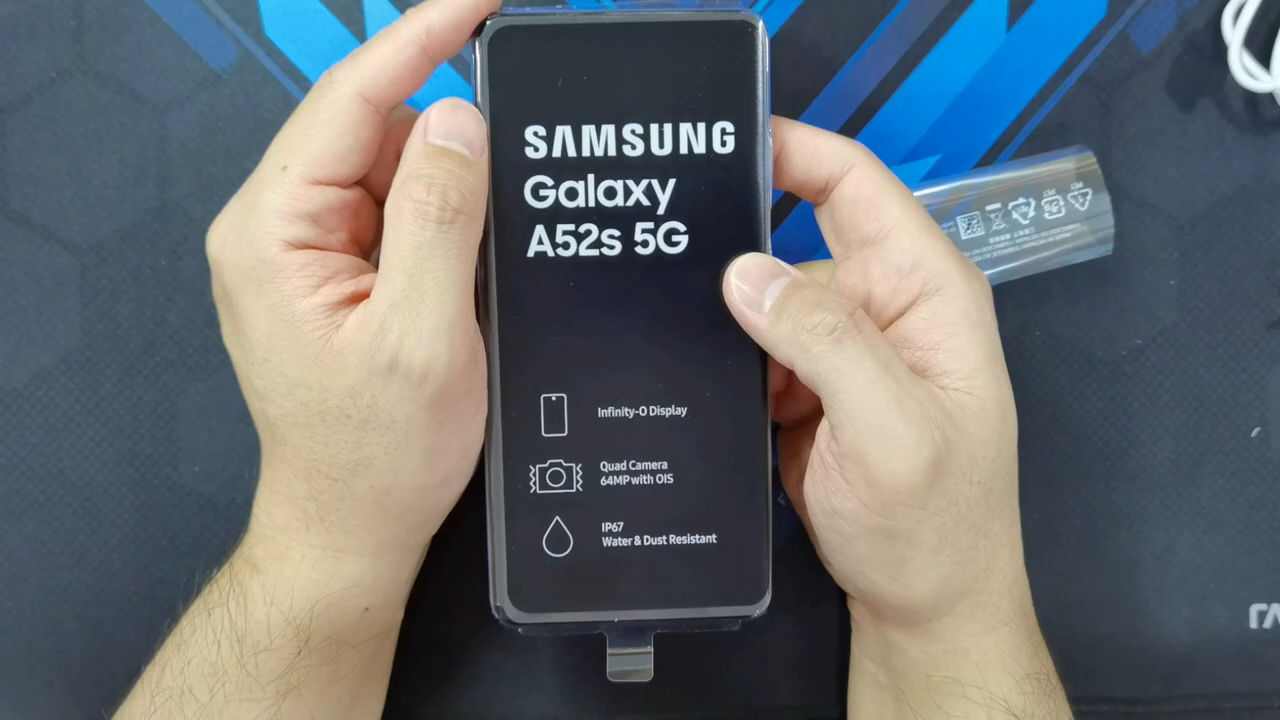 SAMSUNG
Galaxy
A52s 5G
Infinity-O Display
Quad Camera
64MP with OIS
IP67
Water & Dust Resistant